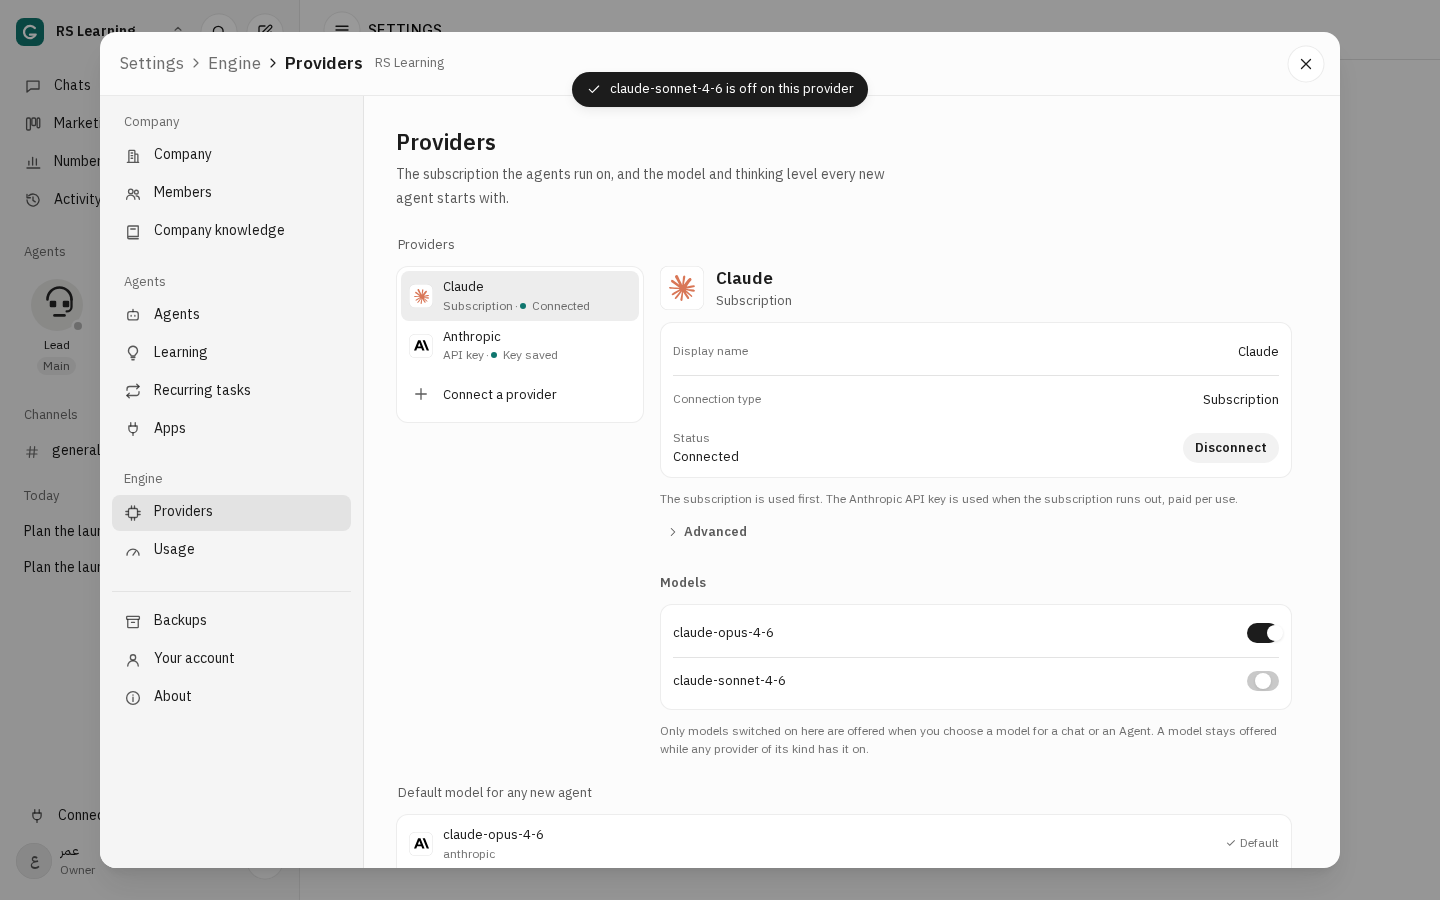 RS Learning
SETTINGS
Settings > Engine > Providers RS Learning
claude-sonnet-4-6 is off on this provider
Chats
Activity
Agents
Lead
Main
Channels
# general
Today
Plan the
Plan the
عمر
ع
Owner
Company
Company
Members
Company knowledge
Agents
Agents
Learning
Recurring tasks
Apps
Engine
Providers
Usage
Backups
Your account
About
Providers
The subscription the agents run on, and the model and thinking level every new
agent starts with.
Providers
Claude
Subscription · Connected
Anthropic
API key · Key saved
Connect a provider
Claude
Subscription
Display name Claude
Connection type Subscription
Status
Connected
Disconnect
The subscription is used first. The Anthropic API key is used when the subscription runs out, paid per use.
Advanced
Models
claude-opus-4-6
claude-sonnet-4-6
Only models switched on here are offered when you choose a model for a chat or an Agent. A model stays offered
while any provider of its kind has it on.
Default model for any new agent
claude-opus-4-6
anthropic
Default